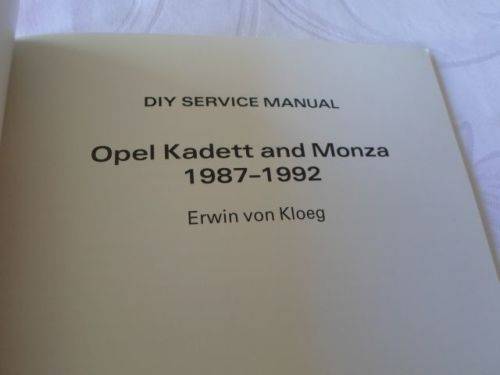 DIY SERVICE MANUAL
Opel Kadett and Monza
1987–1992
Erwin von Kloeg